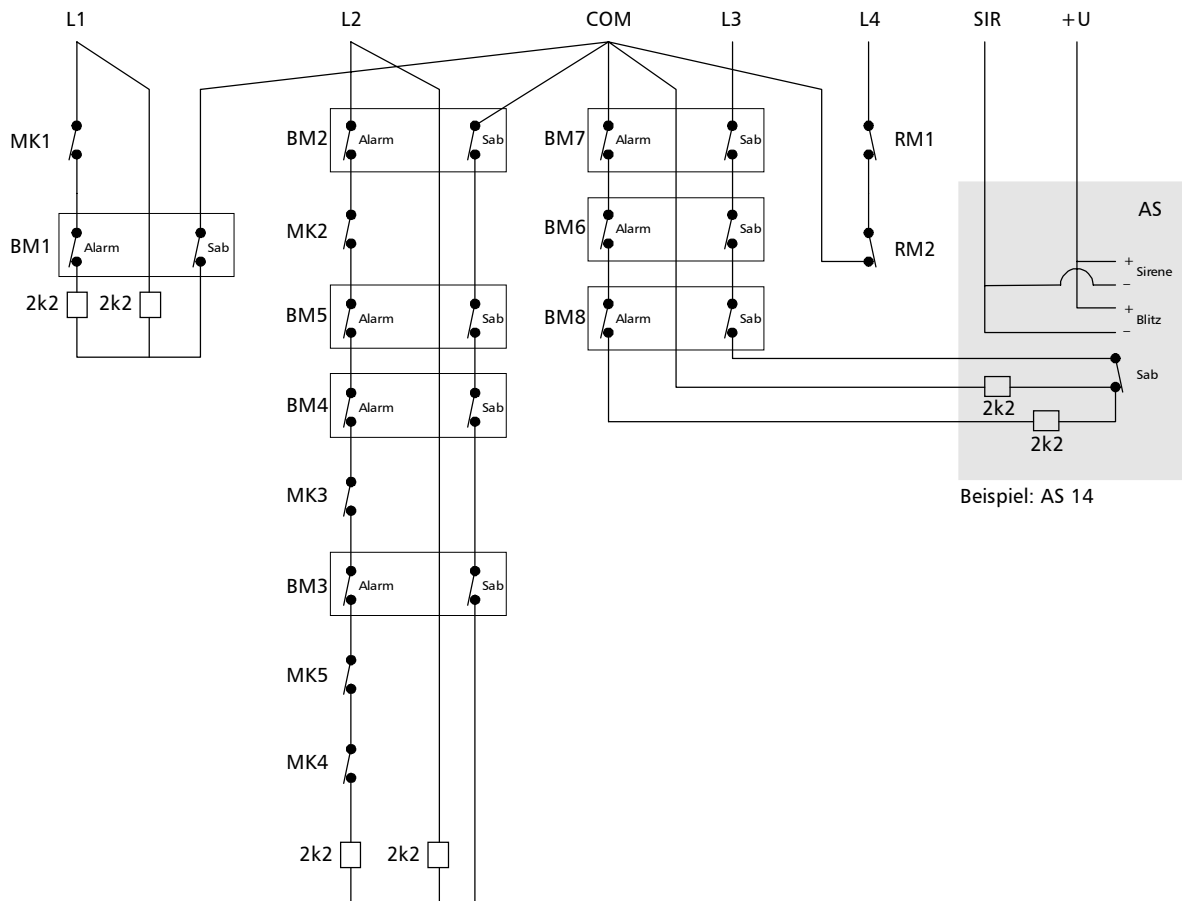 L1 L2 COM L3 L4 SIR +U
MK1
BM2 Alarm Sab
BM7 Alarm Sab
RM1
AS
BM1 Alarm Sab
MK2
BM6 Alarm Sab
RM2
+
Sirene
−
2k2 2k2
BM5 Alarm Sab
BM8 Alarm Sab
+
Blitz
−
Sab
2k2
2k2
BM4 Alarm Sab
MK3
Beispiel: AS 14
BM3 Alarm Sab
MK5
MK4
2k2 2k2